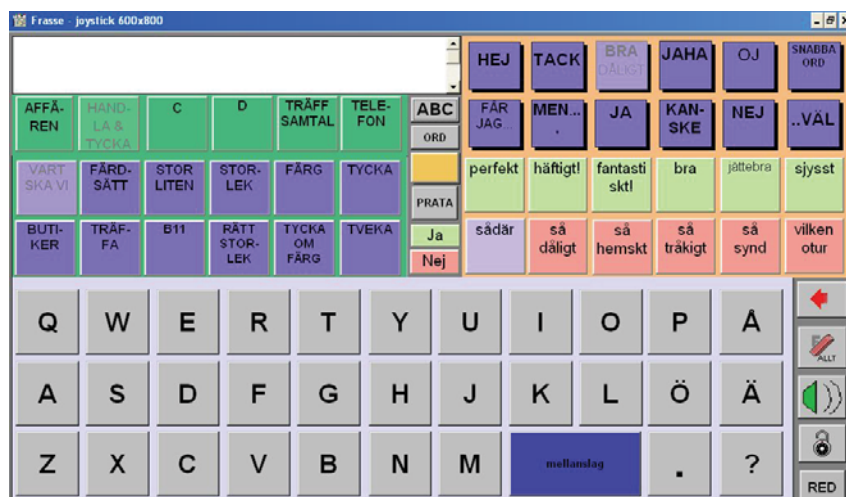 Frasse - joystick 600x800
HEJ
TACK
BRA
DÅLIGT
JAHA
OJ
SNABBA
ORD
AFFÄ-
REN
HAND-
LA &
TYCKA
C
D
TRÄFF
SAMTAL
TELE-
FON
ABC
ORD
FÅR
JAG...
MEN...
.
JA
KAN-
SKE
NEJ
..VÄL
VART
SKA VI
FÄRD-
SÄTT
STOR
LITEN
STOR-
LEK
FÄRG
TYCKA
PRATA
perfekt
häftigt!
fantasti
skt!
bra
jättebra
sjysst
BUTI-
KER
TRÄF-
FA
B11
RÄTT
STOR-
LEK
TYCKA
OM
FÄRG
TVEKA
Ja
Nej
sådär
så
dåligt
så
hemskt
så
tråkigt
så
synd
vilken
otur
Q W E R T Y U I O P Å
ALLT
A S D F G H J K L Ö Ä
Z X C V B N M mellanslag . ?
RED